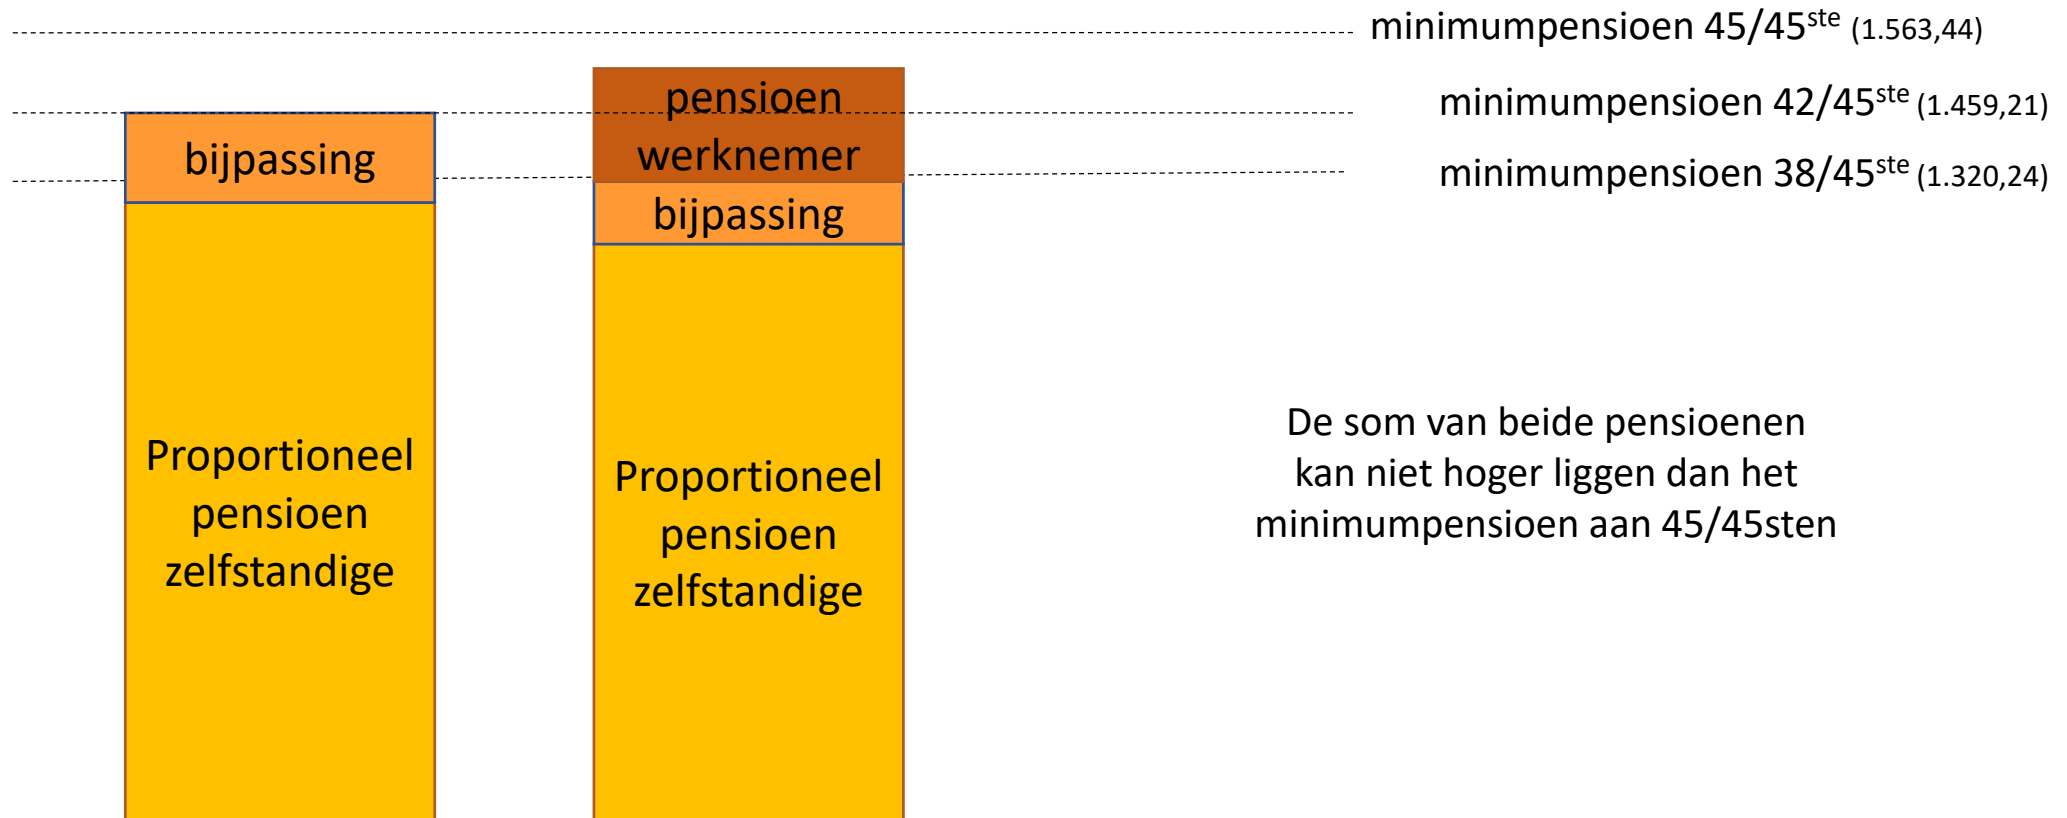 minimumpensioen 45/45ste (1.563,44)
minimumpensioen 42/45ste (1.459,21)
minimumpensioen 38/45ste (1.320,24)
bijpassing
Proportioneel
pensioen
zelfstandige
pensioen
werknemer
bijpassing
Proportioneel
pensioen
zelfstandige
De som van beide pensioenen
kan niet hoger liggen dan het
minimumpensioen aan 45/45sten